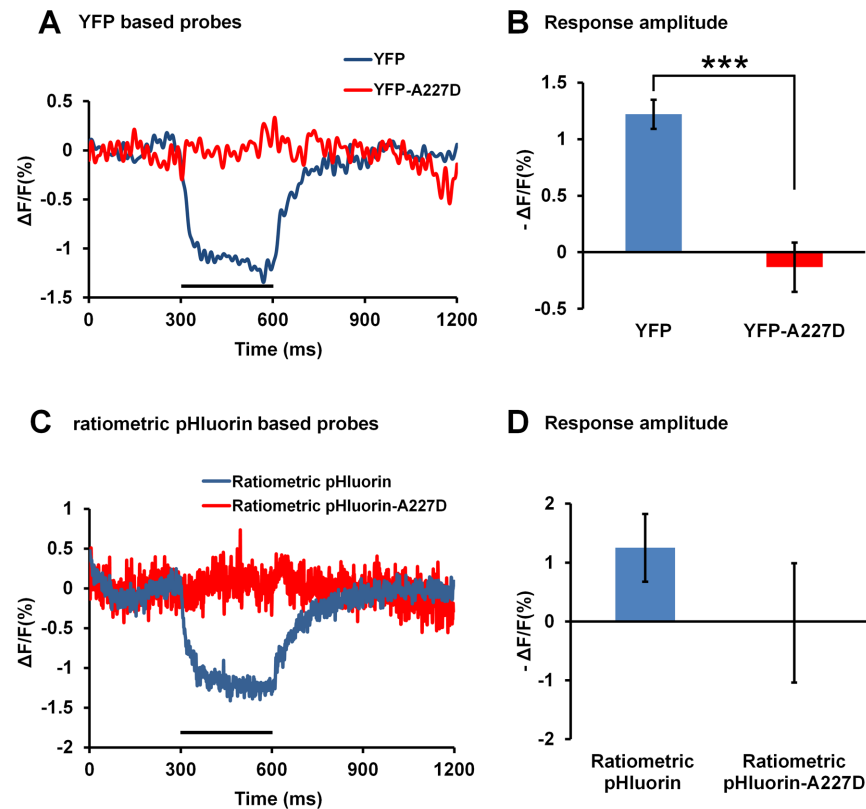 A YFP based probes
YFP
YFP-A227D
0.5
0
-0.5
-1
-1.5
ΔF/F(%)
0 300 600 900 1200
Time (ms)
B Response amplitude
***
1.5
1
0.5
0
-0.5
- ΔF/F(%)
YFP YFP-A227D
C ratiometric pHluorin based probes
Ratiometric pHluorin
Ratiometric pHluorin-A227D
1
0.5
0
-0.5
-1
-1.5
-2
ΔF/F(%)
0 300 600 900 1200
Time (ms)
D Response amplitude
2
1
0
-1
-2
- ΔF/F(%)
Ratiometric Ratiometric
pHluorin pHluorin-A227D